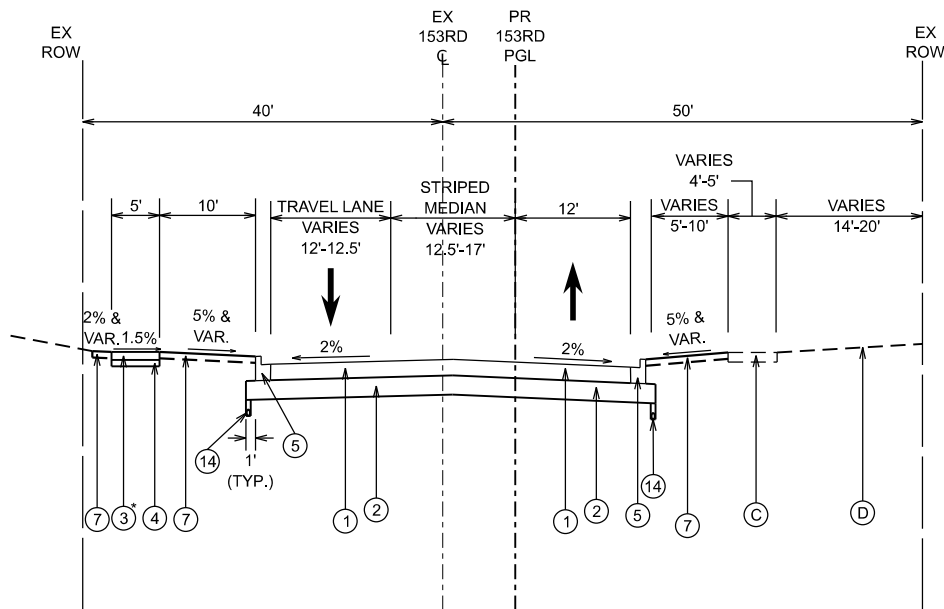 EX
ROW
EX
153RD
℄
PR
153RD
PGL
EX
ROW
40'
50'
5'
10'
TRAVEL LANE
VARIES
12'-12.5'
STRIPED
MEDIAN
VARIES
12.5'-17'
12'
VARIES
5'-10'
VARIES
4'-5'
VARIES
14'-20'
2% &
VAR.
1.5%
5% &
VAR.
2%
2%
5% &
VAR.
14
1'
(TYP.)
5
14
7
3*
4
7
1
2
1
2
5
7
C
D